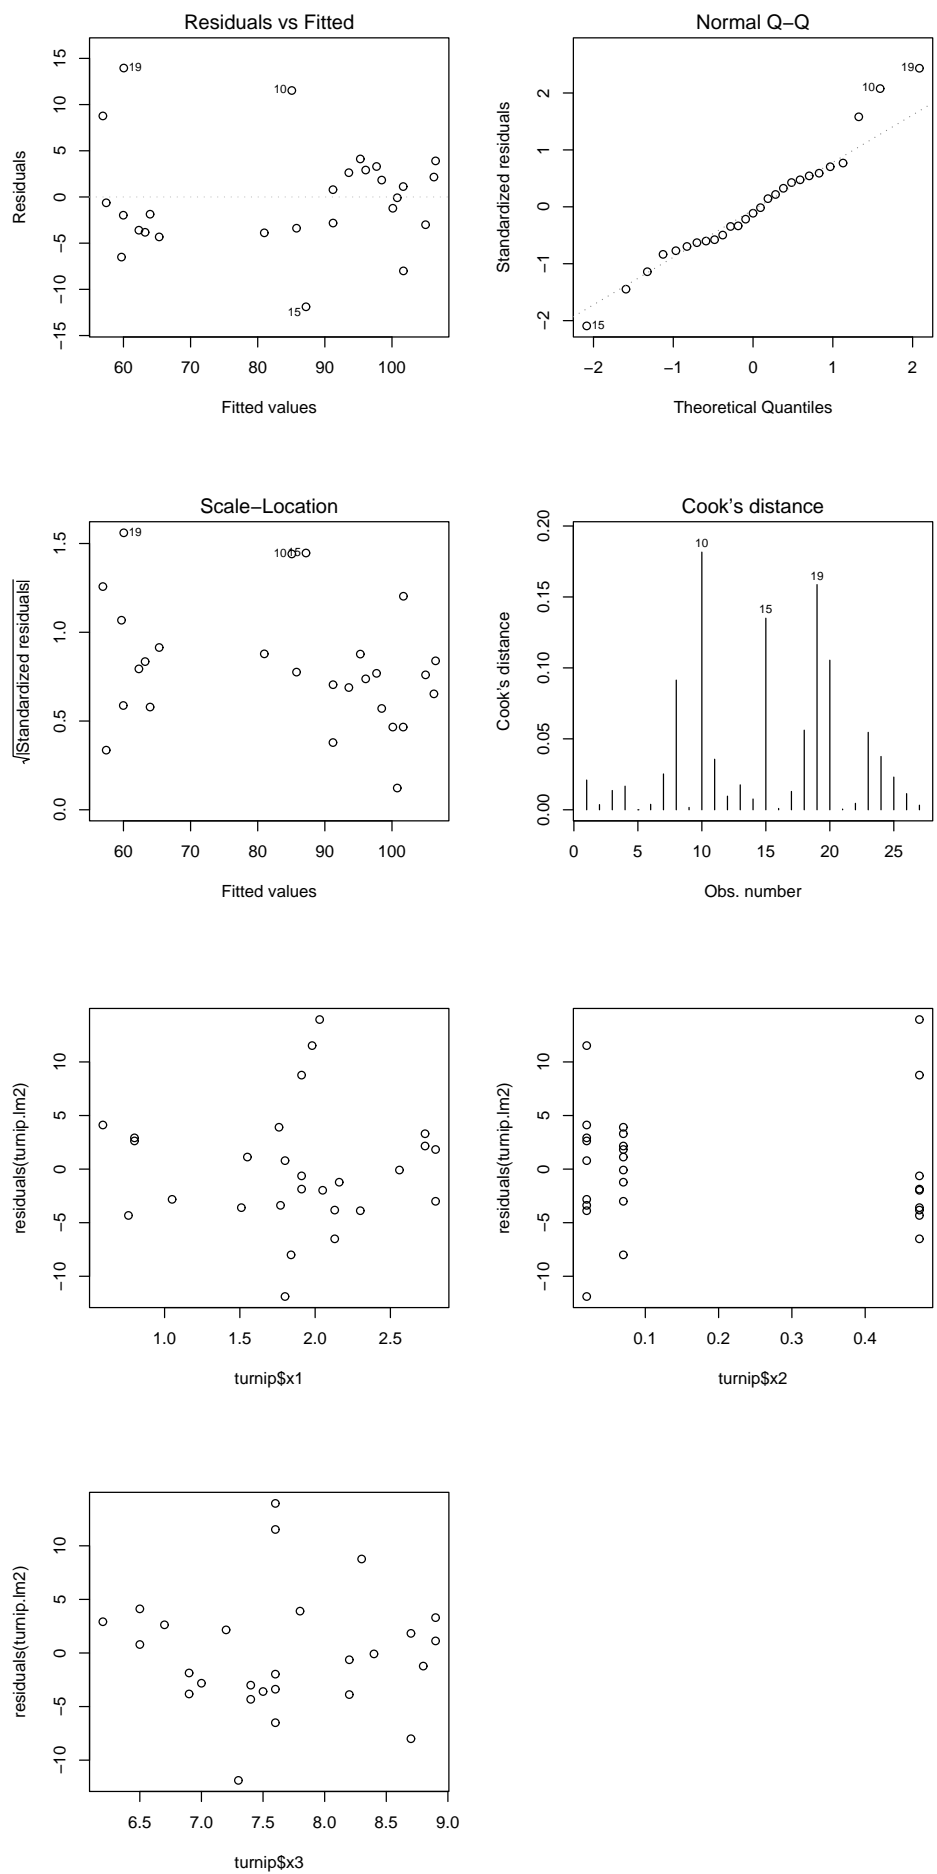 Residuals vs Fitted
Residuals
15
10
5
0
−5
−10
−15
19
10
15
60 70 80 90 100
Fitted values
Normal Q−Q
Standardized residuals
2
1
0
−1
−2
19
10
15
−2 −1 0 1 2
Theoretical Quantiles
Scale−Location
√|Standardized residuals|
1.5
1.0
0.5
0.0
19
10 15
60 70 80 90 100
Fitted values
Cook's distance
Cook's distance
0.20
0.15
0.10
0.05
0.00
10
19
15
0 5 10 15 20 25
Obs. number
residuals(turnip.lm2)
10
5
0
−5
−10
1.0 1.5 2.0 2.5
turnip$x1
residuals(turnip.lm2)
10
5
0
−5
−10
0.1 0.2 0.3 0.4
turnip$x2
residuals(turnip.lm2)
10
5
0
−5
−10
6.5 7.0 7.5 8.0 8.5 9.0
turnip$x3